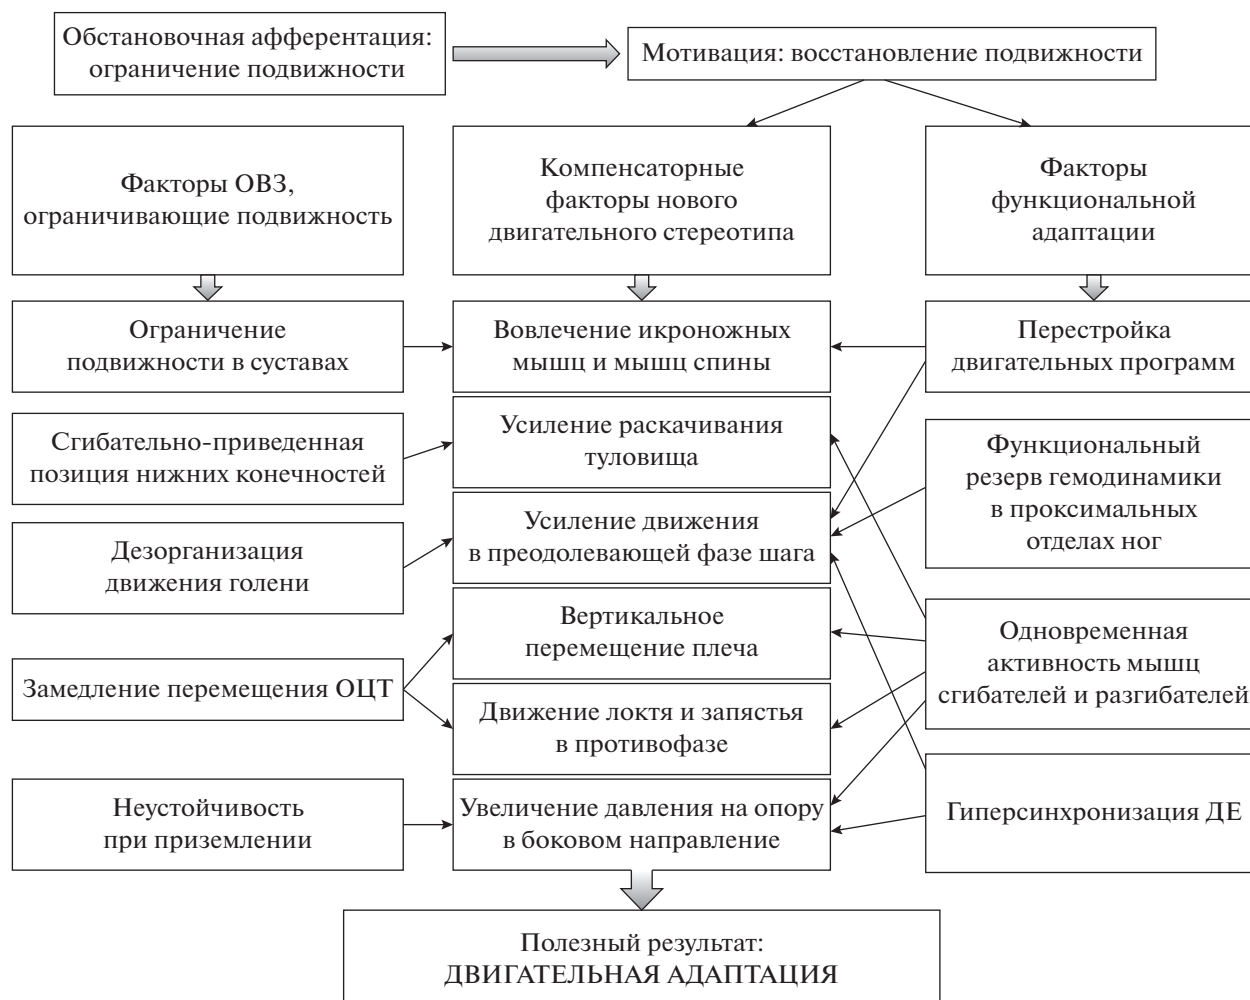 Обстановочная афферентация:
ограничение подвижности
Мотивация: восстановление подвижности
Факторы ОВЗ,
ограничивающие подвижность
Компенсаторные
факторы нового
двигательного стереотипа
Факторы
функциональной
адаптации
Ограничение
подвижности в суставах
Вовлечение икроножных
мышц и мышц спины
Перестройка
двигательных программ
Сгибательно-приведенная
позиция нижних конечностей
Усиление раскачивания
туловища
Функциональный
резерв гемодинамики
в проксимальных
отделах ног
Дезорганизация
движения голени
Усиление движения
в преодолевающей фазе шага
Вертикальное
перемещение плеча
Одновременная
активность мышц
сгибателей и разгибателей
Замедление перемещения ОЦТ
Движение локтя и запястья
в противофазе
Неустойчивость
при приземлении
Увеличение давления на опору
в боковом направление
Гиперсинхронизация ДЕ
Полезный результат:
ДВИГАТЕЛЬНАЯ АДАПТАЦИЯ